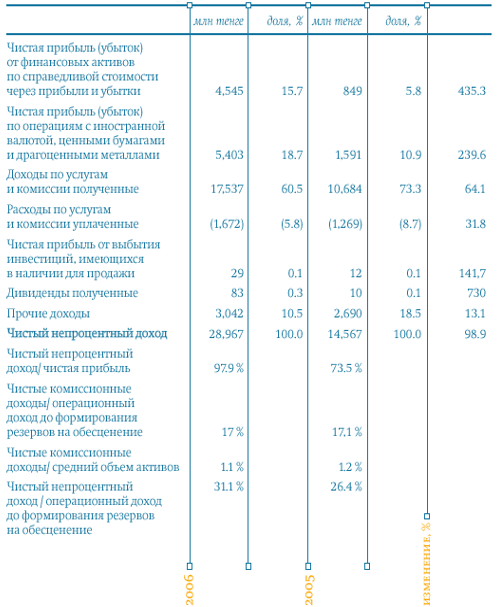 млн тенге доля, % млн тенге доля, %
Чистая прибыль (убыток)
от финансовых активов
по справедливой стоимости
через прибыли и убытки 4,545 15.7 849 5.8 435.3
Чистая прибыль (убыток)
по операциям с иностранной
валютой, ценными бумагами
и драгоценными металлами 5,403 18.7 1,591 10.9 239.6
Доходы по услугам
и комиссии полученные 17,537 60.5 10,684 73.3 64.1
Расходы по услугам
и комиссии уплаченные (1,672) (5.8) (1,269) (8.7) 31.8
Чистая прибыль от выбытия
инвестиций, имеющихся
в наличии для продажи 29 0.1 12 0.1 141,7
Дивиденды полученные 83 0.3 10 0.1 730
Прочие доходы 3,042 10.5 2,690 18.5 13.1
Чистый непроцентный доход 28,967 100.0 14,567 100.0 98.9
Чистый непроцентный
доход/ чистая прибыль 97.9 % 73.5 %
Чистые комиссионные
доходы/ операционный
доход до формирования
резервов на обесценение 17 % 17,1 %
Чистые комиссионные
доходы/ средний объем активов 1.1 % 1.2 %
Чистый непроцентный 31.1 % 26.4 %
доход / операционный доход
до формирования резервов
на обесценение
2006 2005 ИЗМЕНЕНИЕ, %